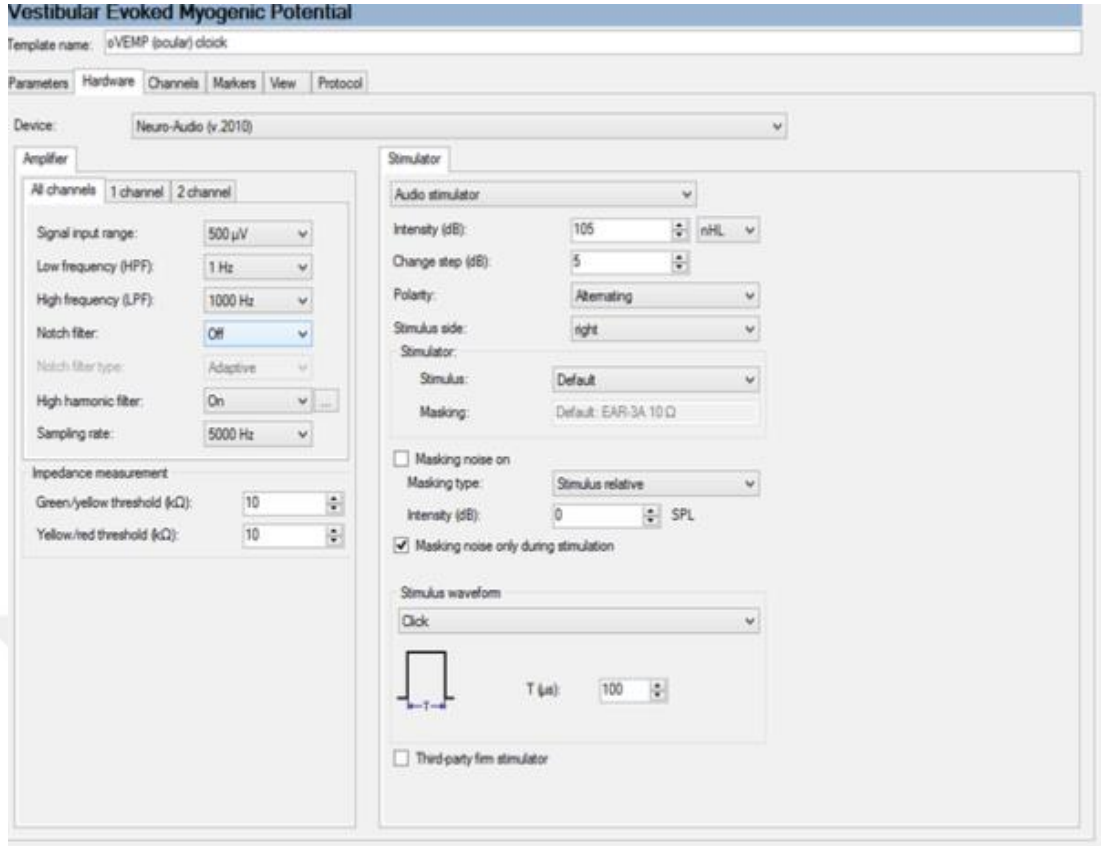 Vestibular Evoked Myogenic Potential
Template name: oVEMP (ocular) cloick
Parameters Hardware Channels Markers View Protocol
Device: Neuro-Audio (v.2010)
Amplifier
All channels 1 channel 2 channel
Signal input range: 500 µV
Low frequency (HPF): 1 Hz
High frequency (LPF): 1000 Hz
Notch filter: Off
Notch filter type: Adaptive
High harmonic filter: On ...
Sampling rate: 5000 Hz
Impedance measurement
Green/yellow threshold (kΩ): 10
Yellow/red threshold (kΩ): 10
Stimulator
Audio stimulator
Intensity (dB): 105 nHL
Change step (dB): 5
Polarity: Alternating
Stimulus side: right
Stimulator:
Stimulus: Default
Masking: Default: EAR-3A 10 Ω
Masking noise on
Masking type: Stimulus relative
Intensity (dB): 0 SPL
Masking noise only during stimulation
Stimulus waveform
Click
T
T (µs): 100
Third-party firm stimulator